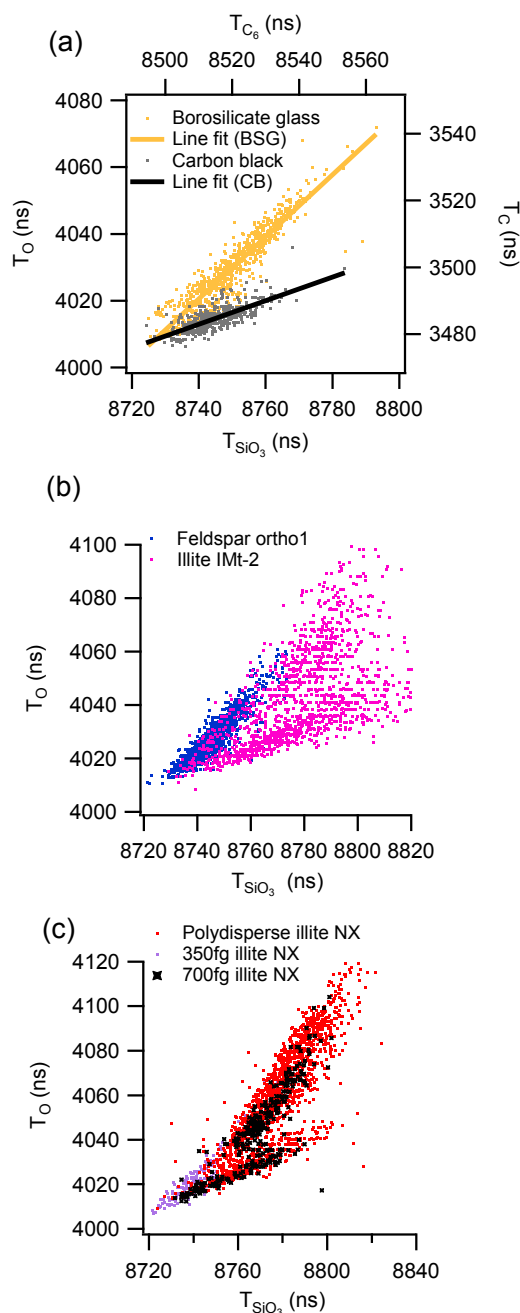 (a)
T_C6 (ns)
8500 8520 8540 8560
4080
4060
4040
4020
4000
T_O (ns)
Borosilicate glass
Line fit (BSG)
Carbon black
Line fit (CB)
3540
3520
3500
3480
T_C (ns)
8720 8740 8760 8780 8800
T_SiO3 (ns)
(b)
Feldspar ortho1
Illite IMt-2
4100
4080
4060
4040
4020
4000
T_O (ns)
8720 8740 8760 8780 8800 8820
T_SiO3 (ns)
(c)
Polydisperse illite NX
350fg illite NX
700fg illite NX
4120
4100
4080
4060
4040
4020
4000
T_O (ns)
8720 8760 8800 8840
T_SiO3 (ns)